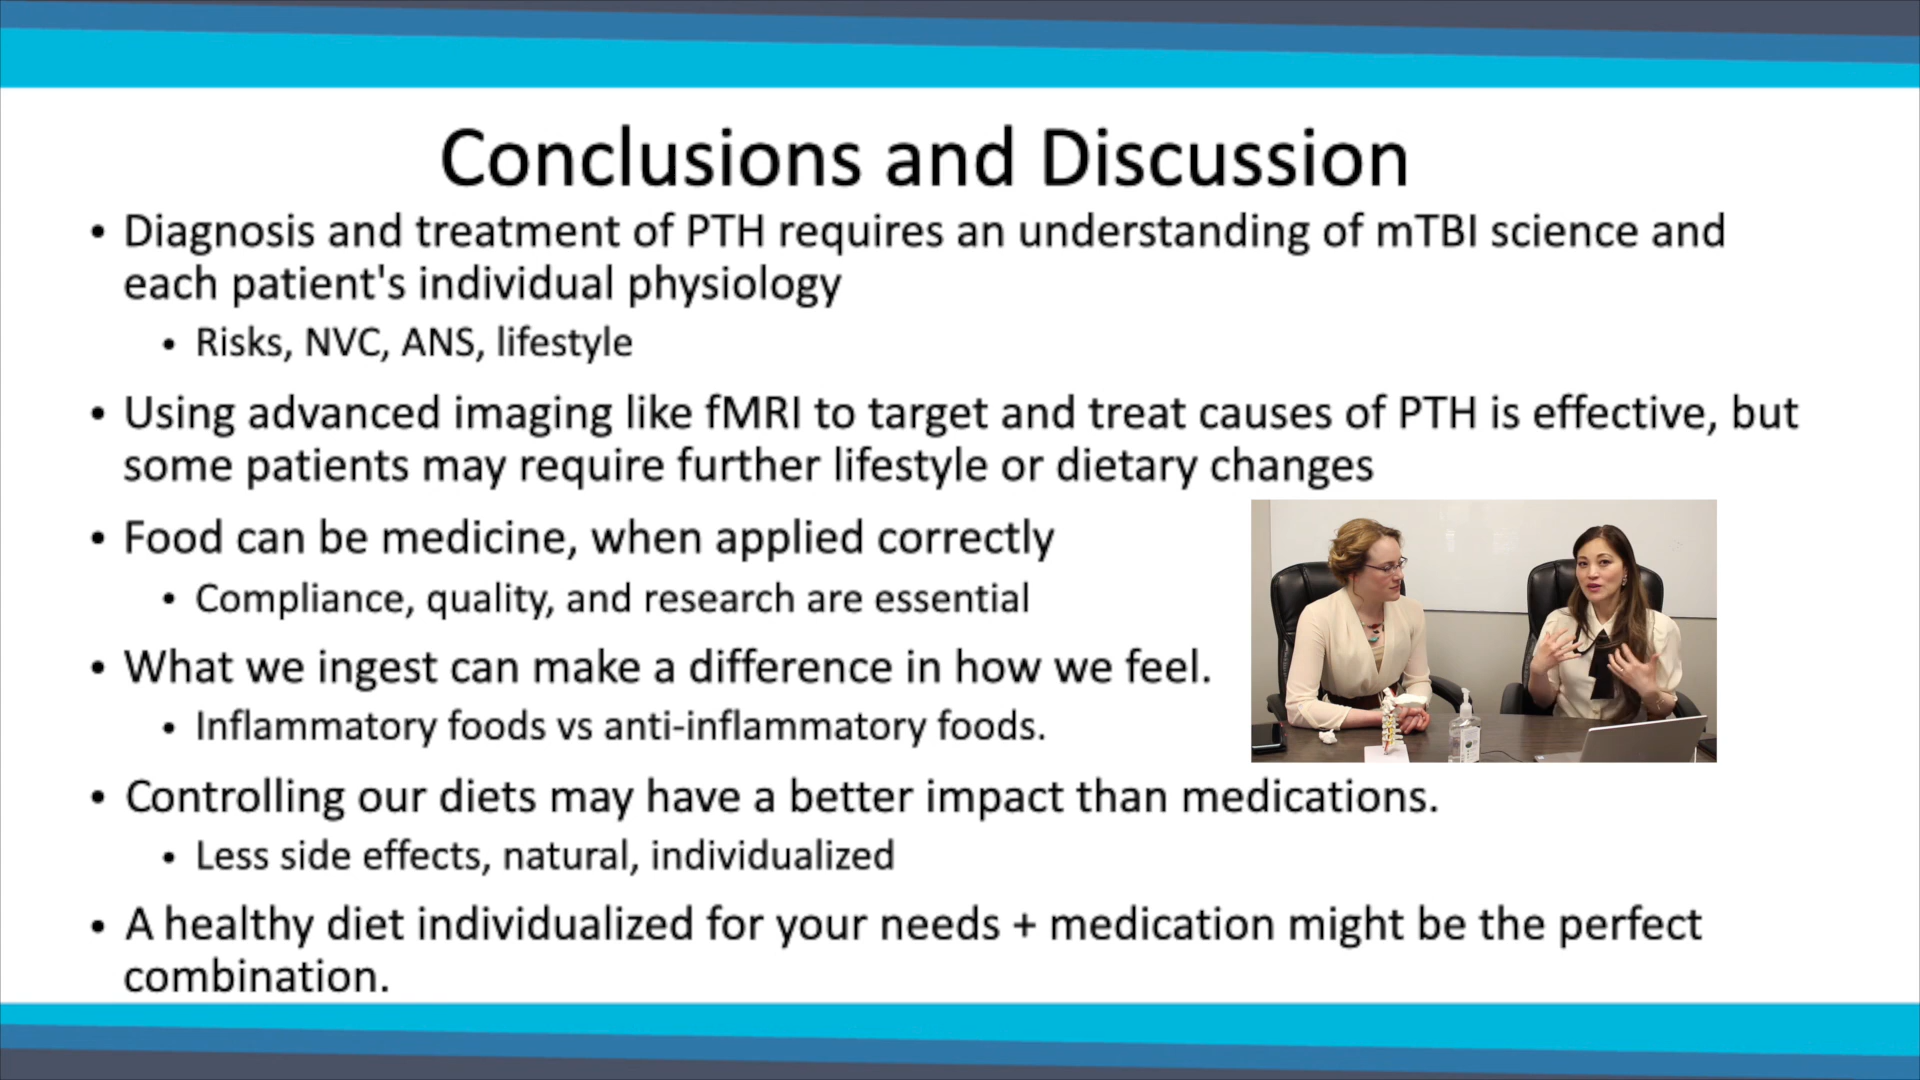 Conclusions and Discussion
• Diagnosis and treatment of PTH requires an understanding of mTBI science and
each patient's individual physiology
• Risks, NVC, ANS, lifestyle
• Using advanced imaging like fMRI to target and treat causes of PTH is effective, but
some patients may require further lifestyle or dietary changes
• Food can be medicine, when applied correctly
• Compliance, quality, and research are essential
• What we ingest can make a difference in how we feel.
• Inflammatory foods vs anti-inflammatory foods.
• Controlling our diets may have a better impact than medications.
• Less side effects, natural, individualized
• A healthy diet individualized for your needs + medication might be the perfect
combination.